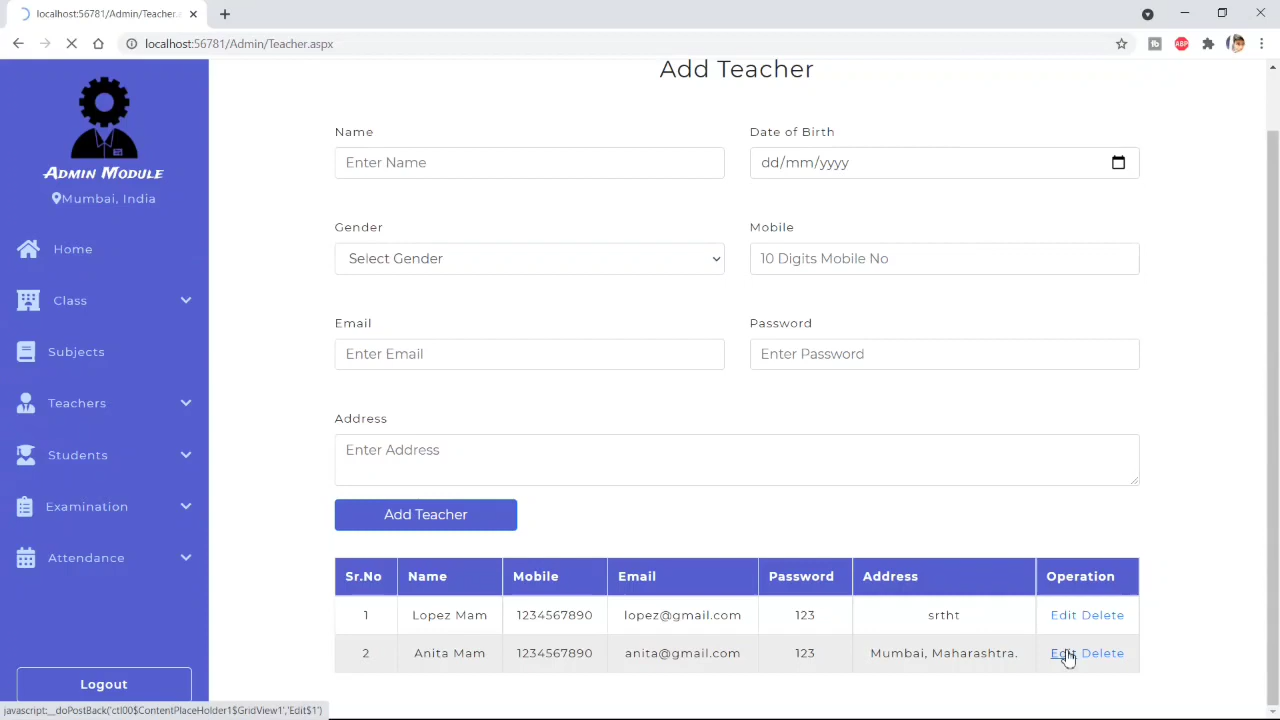 localhost:56781/Admin/Teacher.
localhost:56781/Admin/Teacher.aspx
fb
ABP
Admin Module
Mumbai, India
Home
Class
Subjects
Teachers
Students
Examination
Attendance
Logout
Add Teacher
Name
Date of Birth
Enter Name
dd/mm/yyyy
Gender
Mobile
Select Gender
10 Digits Mobile No
Email
Password
Enter Email
Enter Password
Address
Enter Address
Add Teacher
Sr.No Name Mobile Email Password Address Operation
1 Lopez Mam 1234567890 lopez@gmail.com 123 srtht Edit Delete
2 Anita Mam 1234567890 anita@gmail.com 123 Mumbai, Maharashtra. Edit Delete
javascript:__doPostBack('ctl00$ContentPlaceHolder1$GridView1','Edit$1')